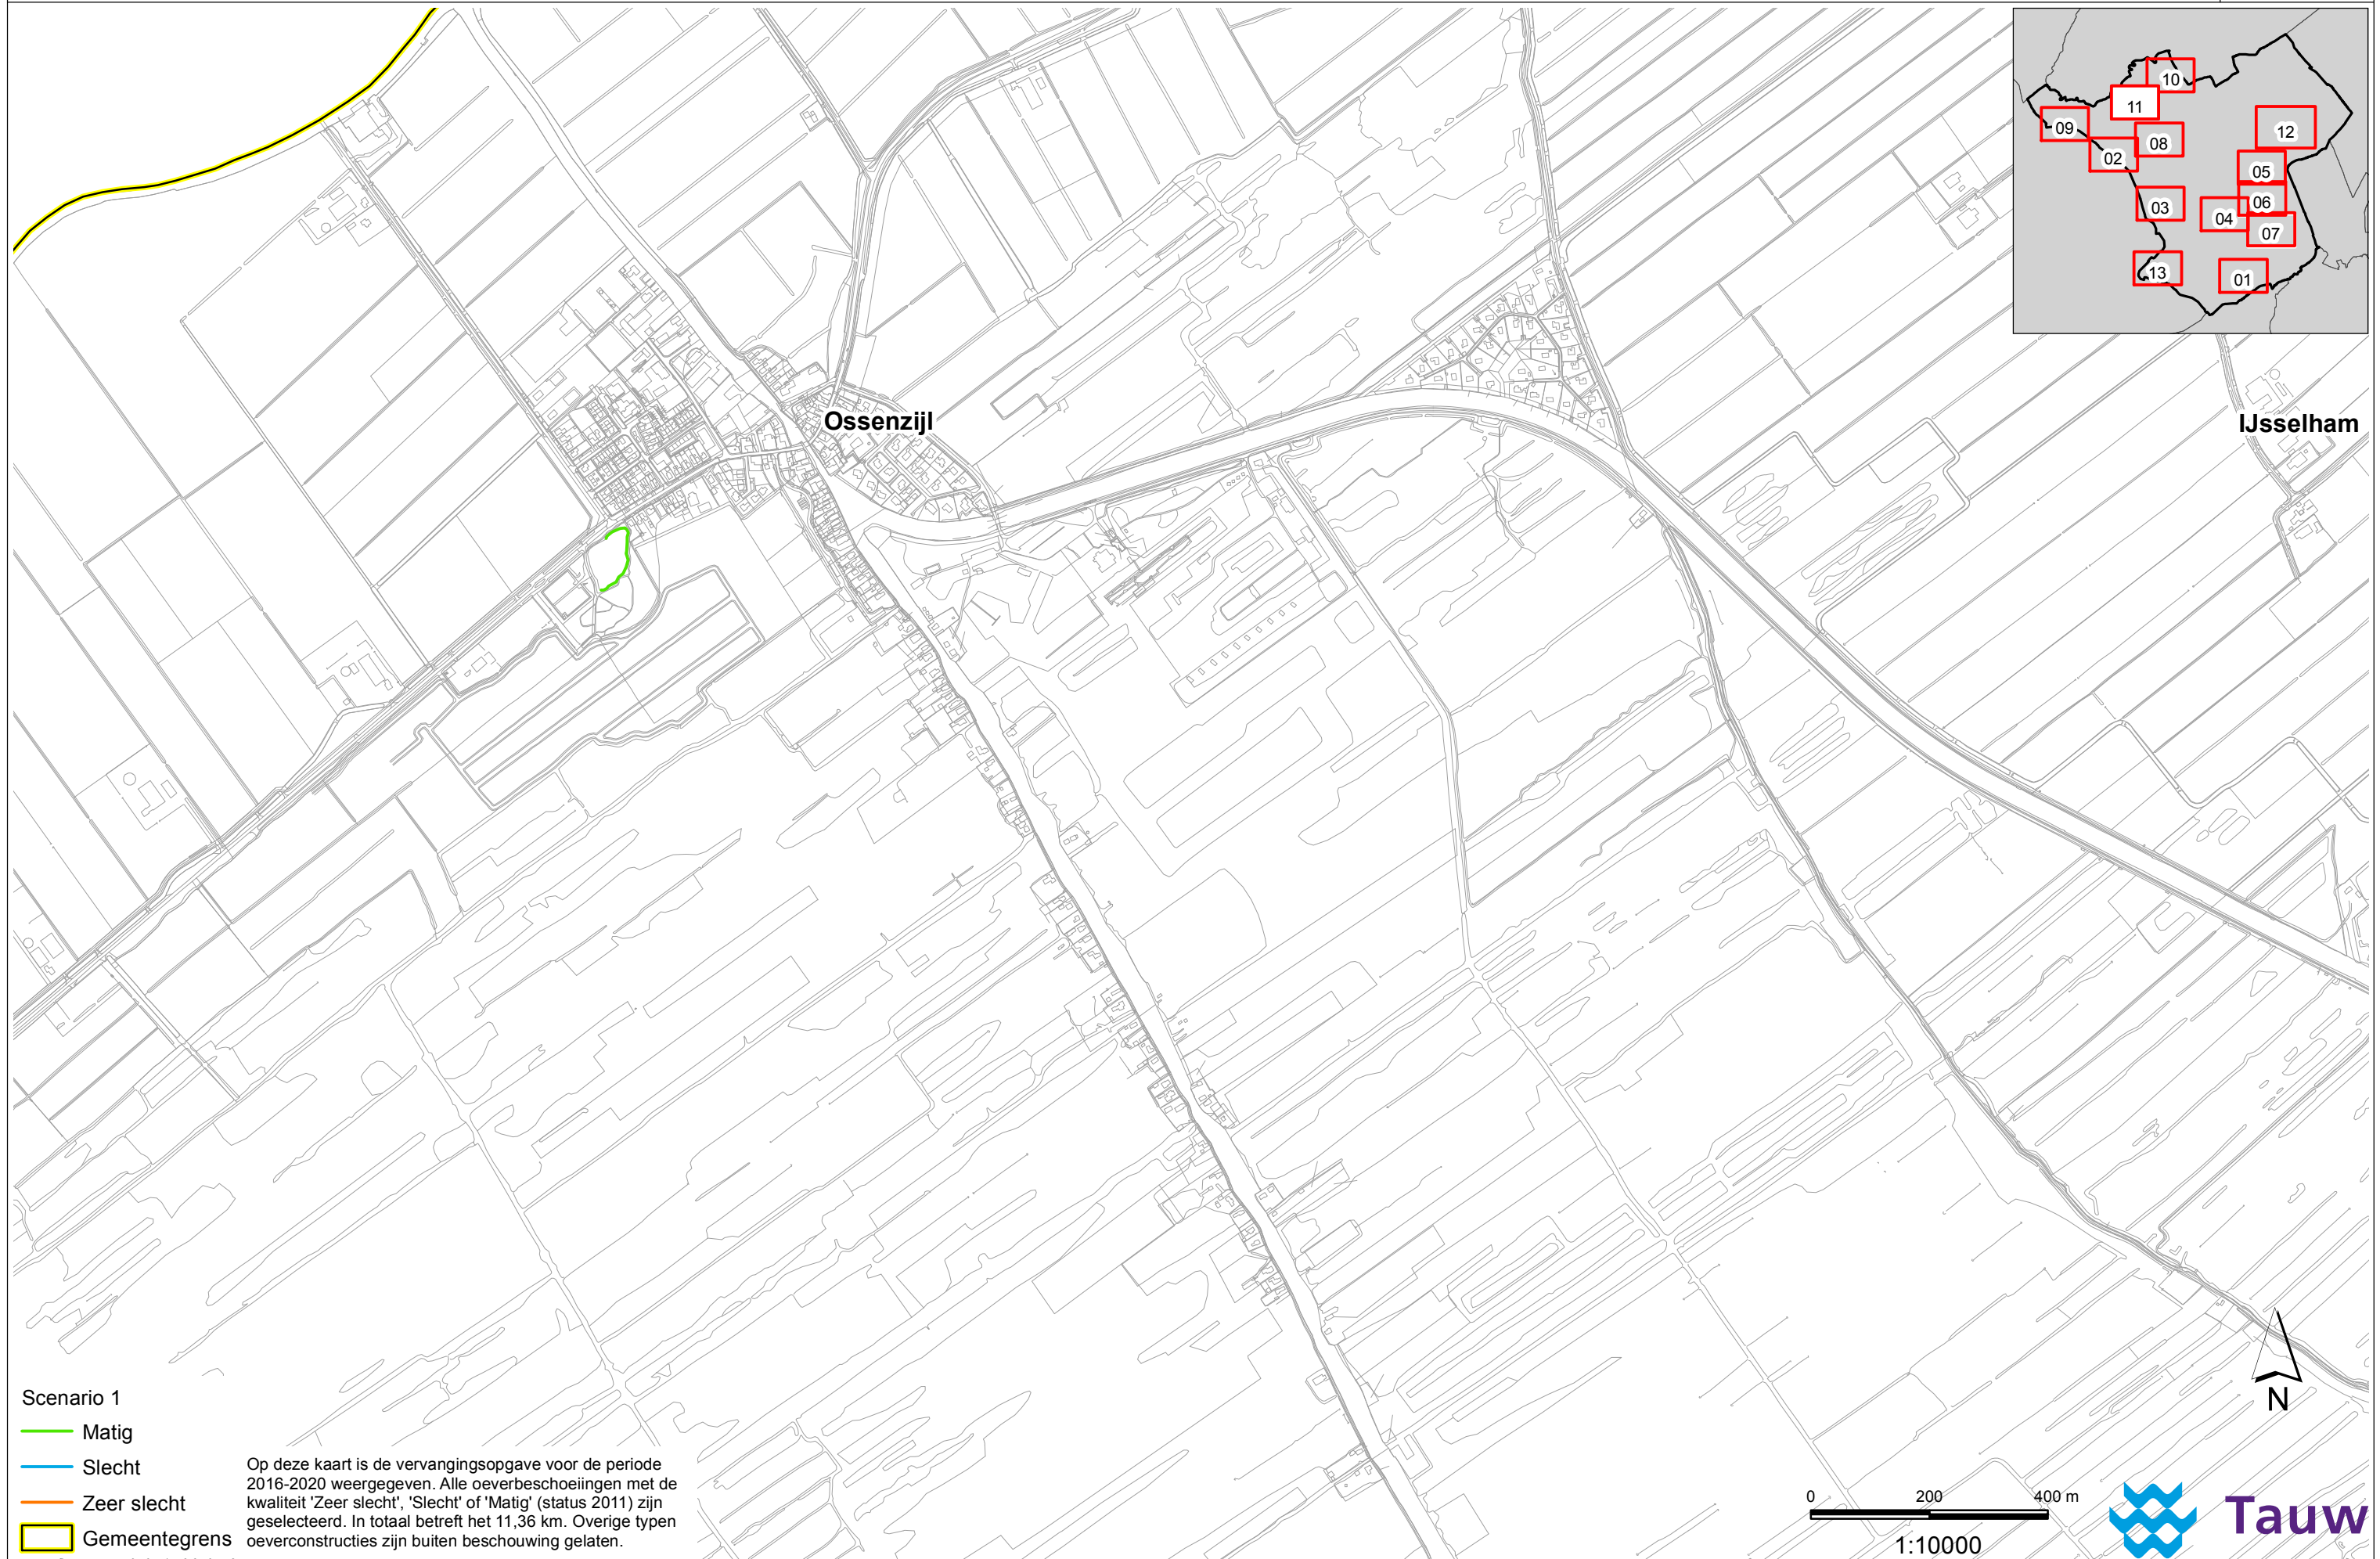 10
11
09
12
08
02
05
03
06
04
07
13
01
Ossenzijl
IJsselham
Scenario 1
Matig
Slecht
Zeer slecht
Gemeentegrens
Op deze kaart is de vervangingsopgave voor de periode
2016-2020 weergegeven. Alle oeverbeschoeiingen met de
kwaliteit 'Zeer slecht', 'Slecht' of 'Matig' (status 2011) zijn
geselecteerd. In totaal betreft het 11,36 km. Overige typen
oeverconstructies zijn buiten beschouwing gelaten.
N
0 200 400 m
1:10000
Tauw